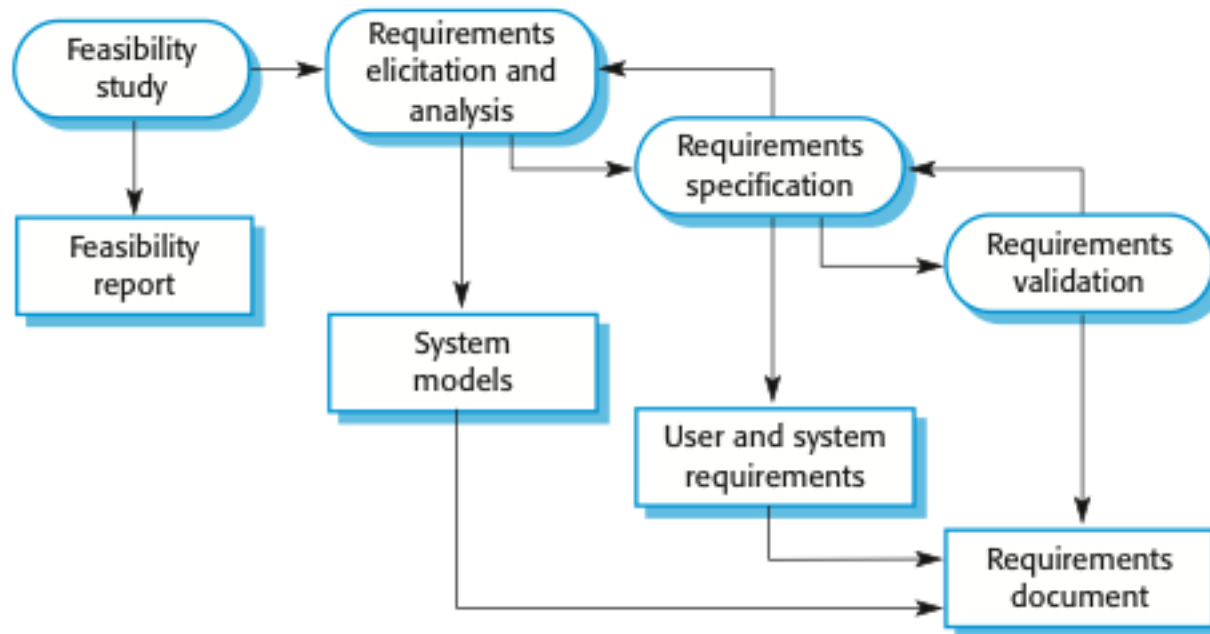 Feasibility
study
Requirements
elicitation and
analysis
Requirements
specification
Requirements
validation
Feasibility
report
System
models
User and system
requirements
Requirements
document